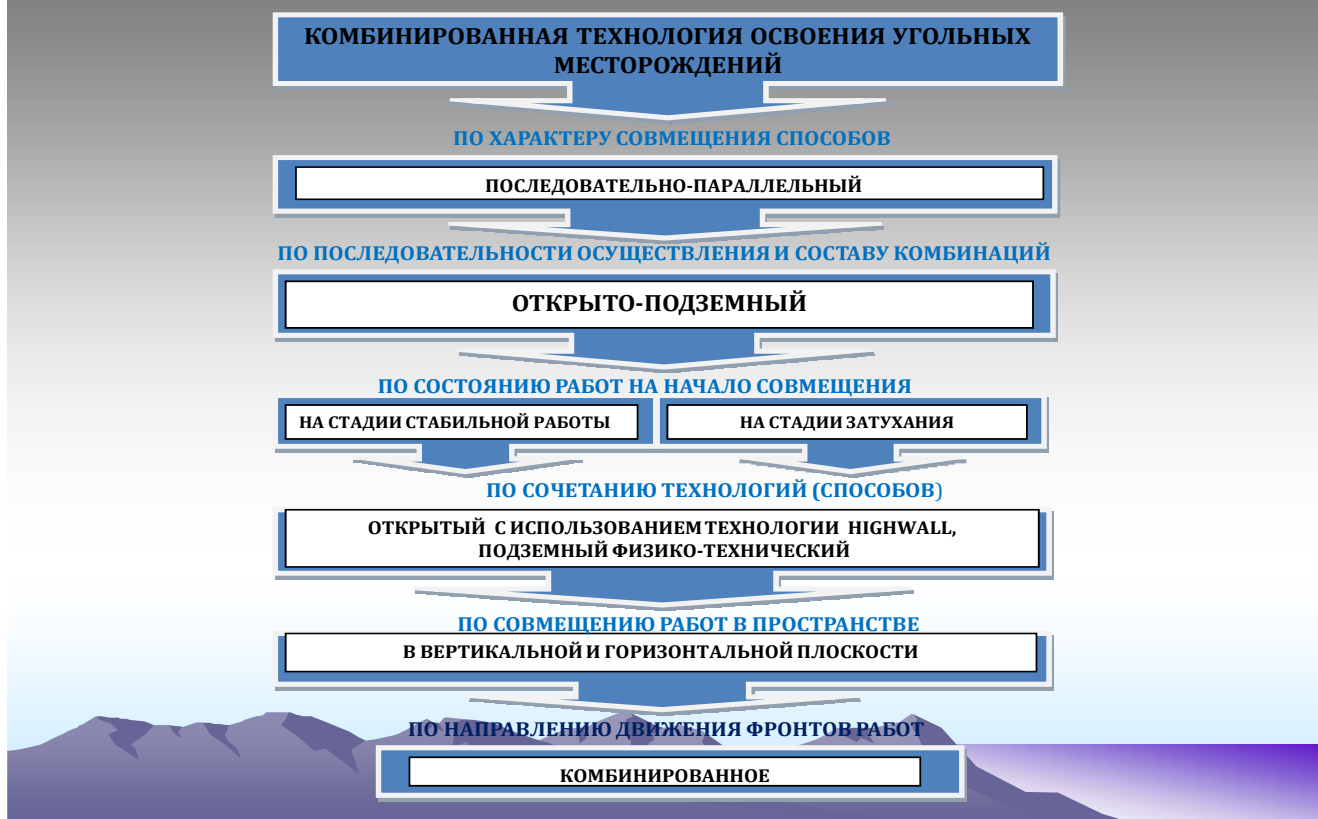 КОМБИНИРОВАННАЯ ТЕХНОЛОГИЯ ОСВОЕНИЯ УГОЛЬНЫХ
МЕСТОРОЖДЕНИЙ
ПО ХАРАКТЕРУ СОВМЕЩЕНИЯ СПОСОБОВ
ПОСЛЕДОВАТЕЛЬНО-ПАРАЛЛЕЛЬНЫЙ
ПО ПОСЛЕДОВАТЕЛЬНОСТИ ОСУЩЕСТВЛЕНИЯ И СОСТАВУ КОМБИНАЦИЙ
ОТКРЫТО-ПОДЗЕМНЫЙ
ПО СОСТОЯНИЮ РАБОТ НА НАЧАЛО СОВМЕЩЕНИЯ
НА СТАДИИ СТАБИЛЬНОЙ РАБОТЫ
НА СТАДИИ ЗАТУХАНИЯ
ПО СОЧЕТАНИЮ ТЕХНОЛОГИЙ (СПОСОБОВ)
ОТКРЫТЫЙ С ИСПОЛЬЗОВАНИЕМ ТЕХНОЛОГИИ HIGHWALL,
ПОДЗЕМНЫЙ ФИЗИКО-ТЕХНИЧЕСКИЙ
ПО СОВМЕЩЕНИЮ РАБОТ В ПРОСТРАНСТВЕ
В ВЕРТИКАЛЬНОЙ И ГОРИЗОНТАЛЬНОЙ ПЛОСКОСТИ
ПО НАПРАВЛЕНИЮ ДВИЖЕНИЯ ФРОНТОВ РАБОТ
КОМБИНИРОВАННОЕ